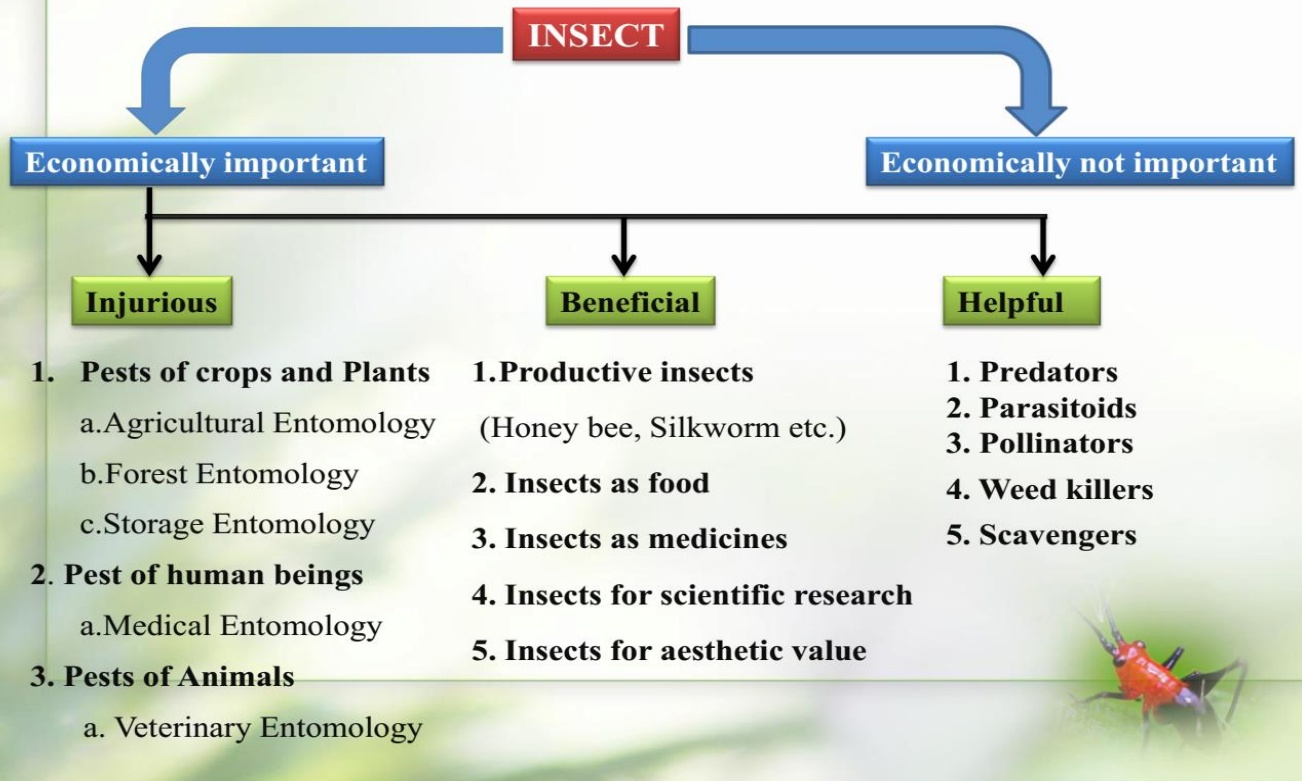 INSECT
Economically important
Economically not important
Injurious
1. Pests of crops and Plants
a.Agricultural Entomology
b.Forest Entomology
c.Storage Entomology
2. Pest of human beings
a.Medical Entomology
3. Pests of Animals
a. Veterinary Entomology
Beneficial
1.Productive insects
(Honey bee, Silkworm etc.)
2. Insects as food
3. Insects as medicines
4. Insects for scientific research
5. Insects for aesthetic value
Helpful
1. Predators
2. Parasitoids
3. Pollinators
4. Weed killers
5. Scavengers